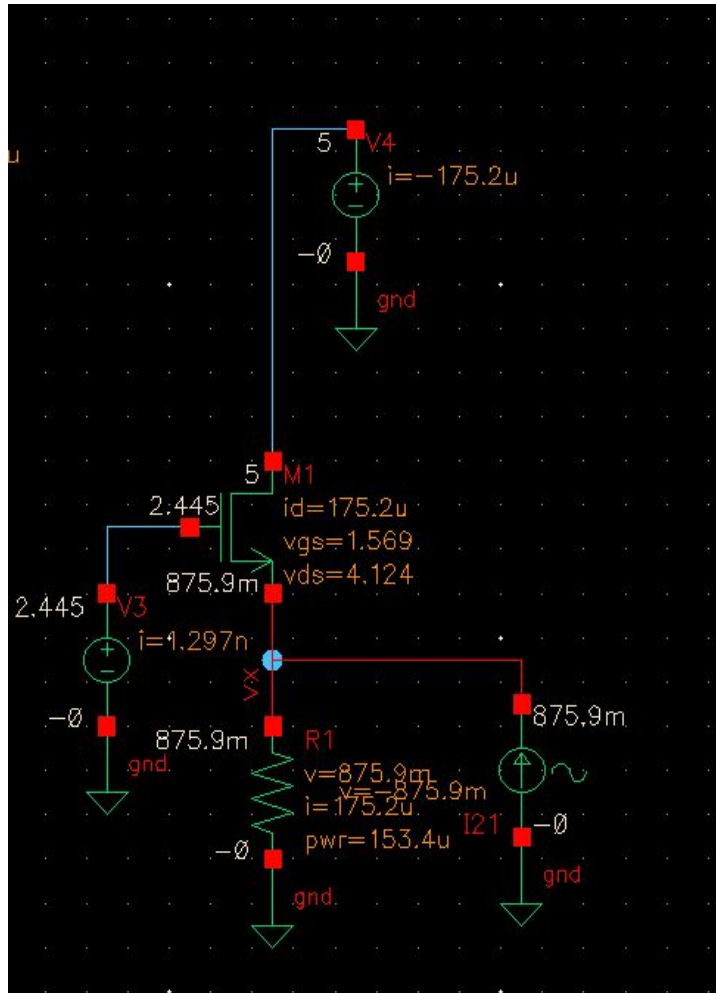 5 V4
u
i=-175.2u
-0
gnd
5 M1
2.445 id=175.2u
vgs=1.569
875.9m vds=4.124
2.445 V3
i=1.297n
vx
-0 875.9m R1 875.9m
gnd
v=875.9m
v=-875.9m
i=175.2u
-0 pwr=153.4u I21 -0
gnd
gnd